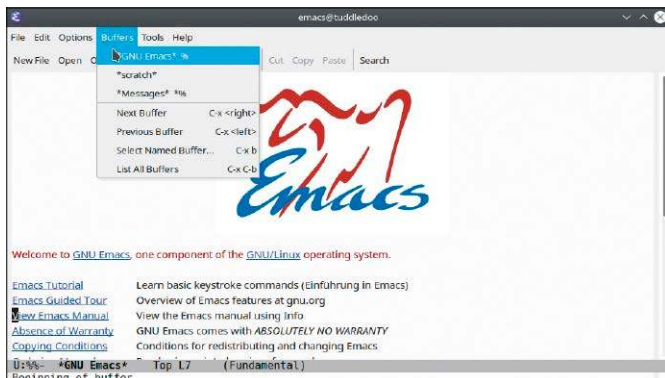 emacs@tuddledoo
File Edit Options Buffers Tools Help
New File Open Cut Copy Paste Search
*GNU Emacs* %
*scratch*
*Messages* *%
Next Buffer C-x <right>
Previous Buffer C-x <left>
Select Named Buffer... C-x b
List All Buffers C-x C-b
Emacs
Welcome to GNU Emacs, one component of the GNU/Linux operating system.
Emacs Tutorial Learn basic keystroke commands (Einführung in Emacs)
Emacs Guided Tour Overview of Emacs features at gnu.org
View Emacs Manual View the Emacs manual using Info
Absence of Warranty GNU Emacs comes with ABSOLUTELY NO WARRANTY
Copying Conditions Conditions for redistributing and changing Emacs
U:%%- *GNU Emacs* Top L7 (Fundamental)
Beginning of buffer